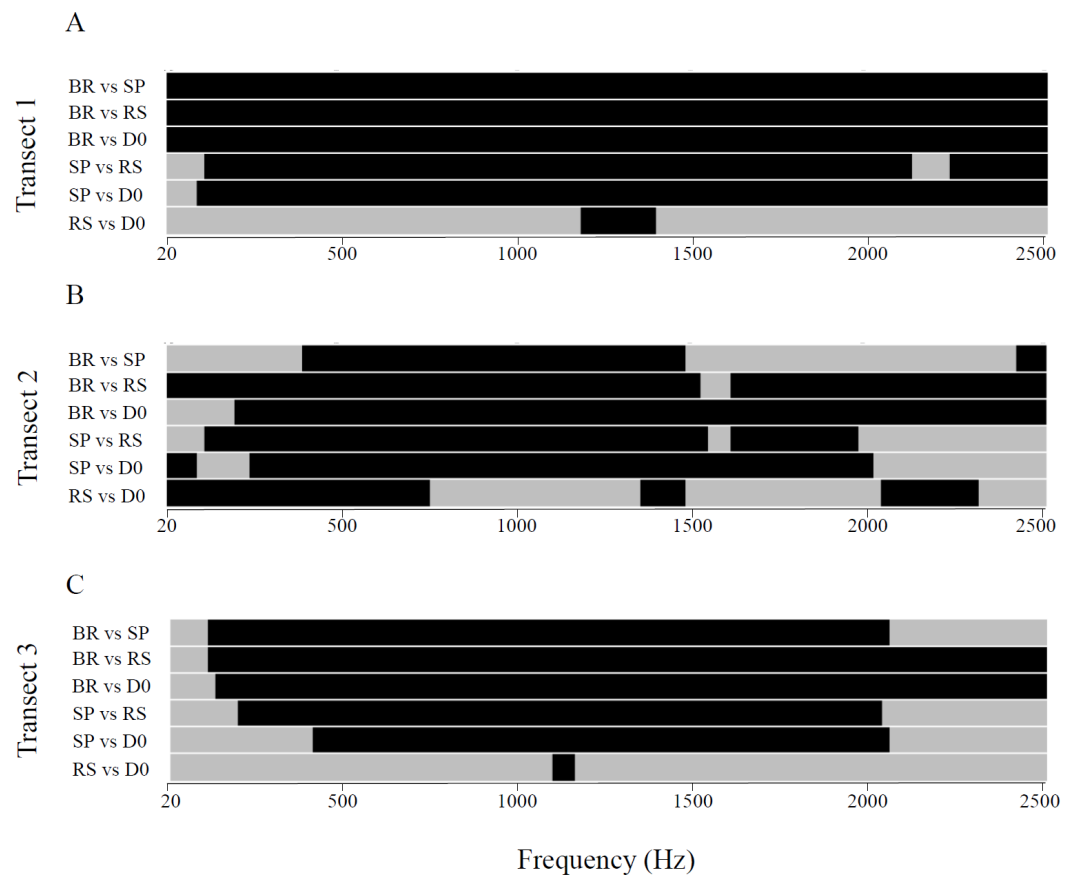 A
Transect 1
BR vs SP
BR vs RS
BR vs D0
SP vs RS
SP vs D0
RS vs D0
20 500 1000 1500 2000 2500
B
Transect 2
BR vs SP
BR vs RS
BR vs D0
SP vs RS
SP vs D0
RS vs D0
20 500 1000 1500 2000 2500
C
Transect 3
BR vs SP
BR vs RS
BR vs D0
SP vs RS
SP vs D0
RS vs D0
20 500 1000 1500 2000 2500
Frequency (Hz)